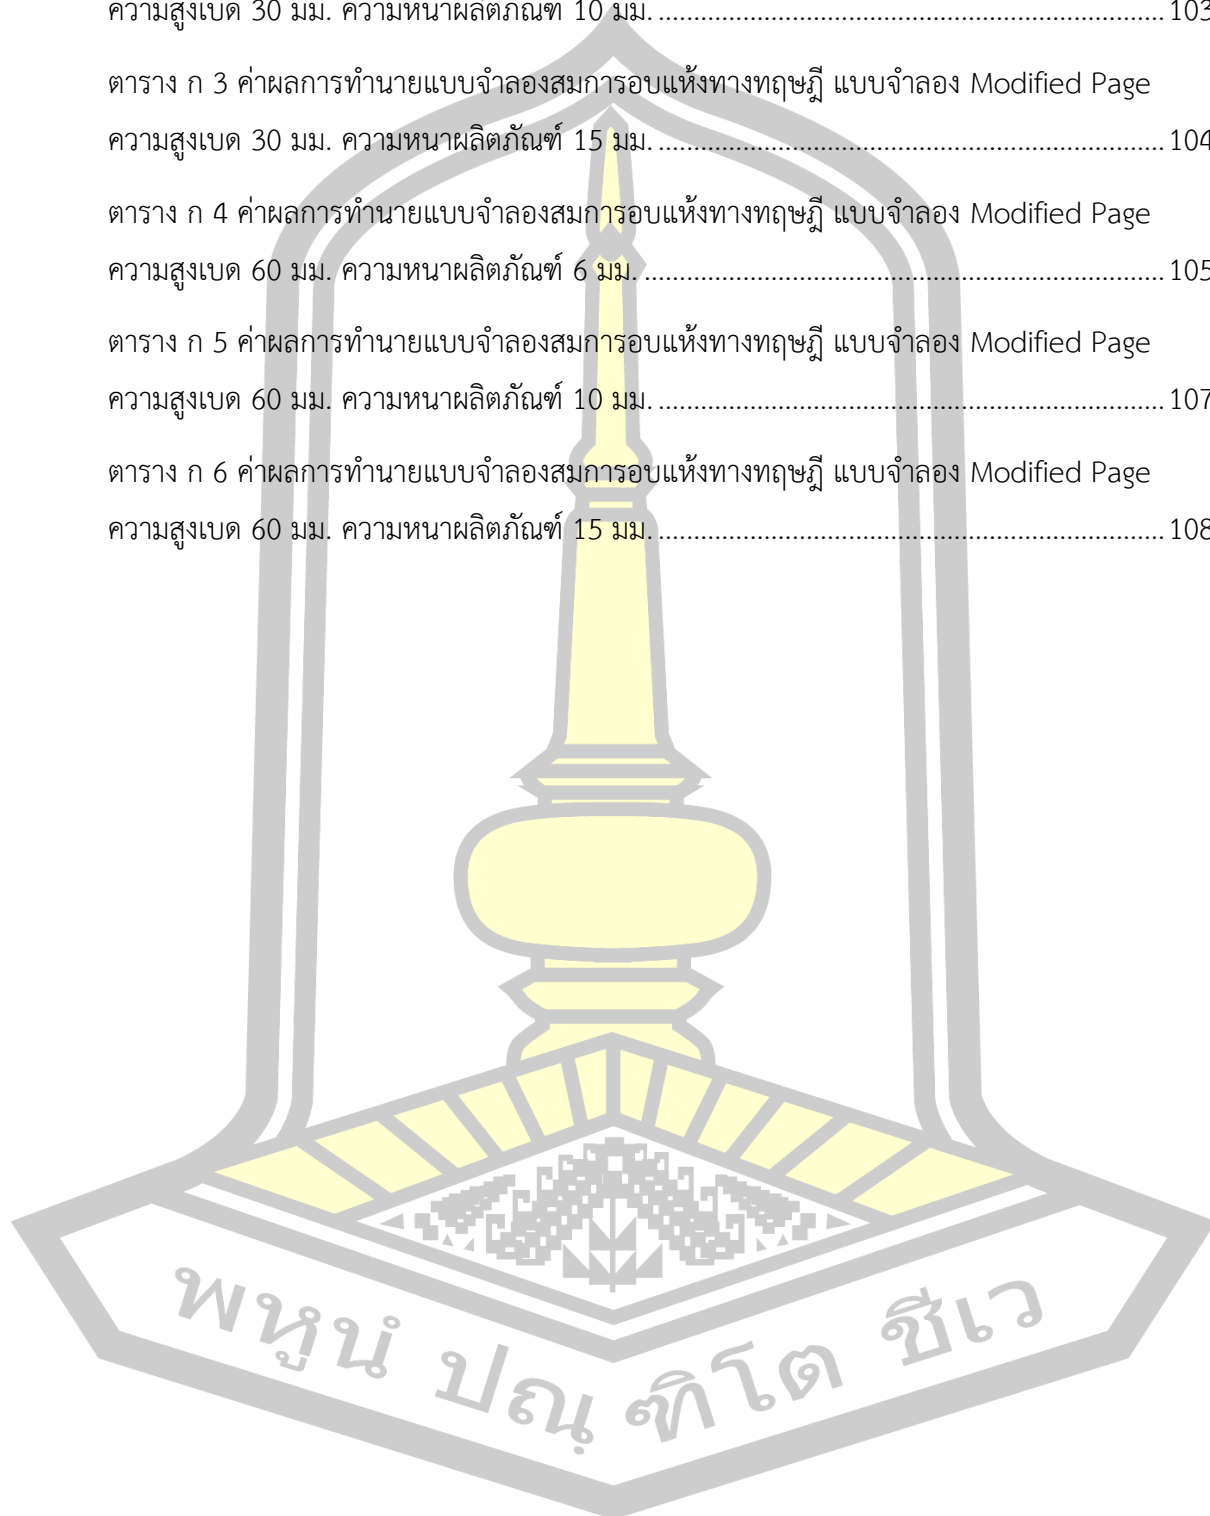 ความสูงเบด 30 มม. ความหนาผลิตภัณฑ์ 10 มม. ........................................................................................ 103
ตาราง ก 3 ค่าผลการทำนายแบบจำลองสมการอบแห้งทางทฤษฎี แบบจำลอง Modified Page
ความสูงเบด 30 มม. ความหนาผลิตภัณฑ์ 15 มม. ........................................................................................ 104
ตาราง ก 4 ค่าผลการทำนายแบบจำลองสมการอบแห้งทางทฤษฎี แบบจำลอง Modified Page
ความสูงเบด 60 มม. ความหนาผลิตภัณฑ์ 6 มม. .......................................................................................... 105
ตาราง ก 5 ค่าผลการทำนายแบบจำลองสมการอบแห้งทางทฤษฎี แบบจำลอง Modified Page
ความสูงเบด 60 มม. ความหนาผลิตภัณฑ์ 10 มม. ........................................................................................ 107
ตาราง ก 6 ค่าผลการทำนายแบบจำลองสมการอบแห้งทางทฤษฎี แบบจำลอง Modified Page
ความสูงเบด 60 มม. ความหนาผลิตภัณฑ์ 15 มม. ........................................................................................ 108
พหูนํ ปณฺฑิโต ชีเว